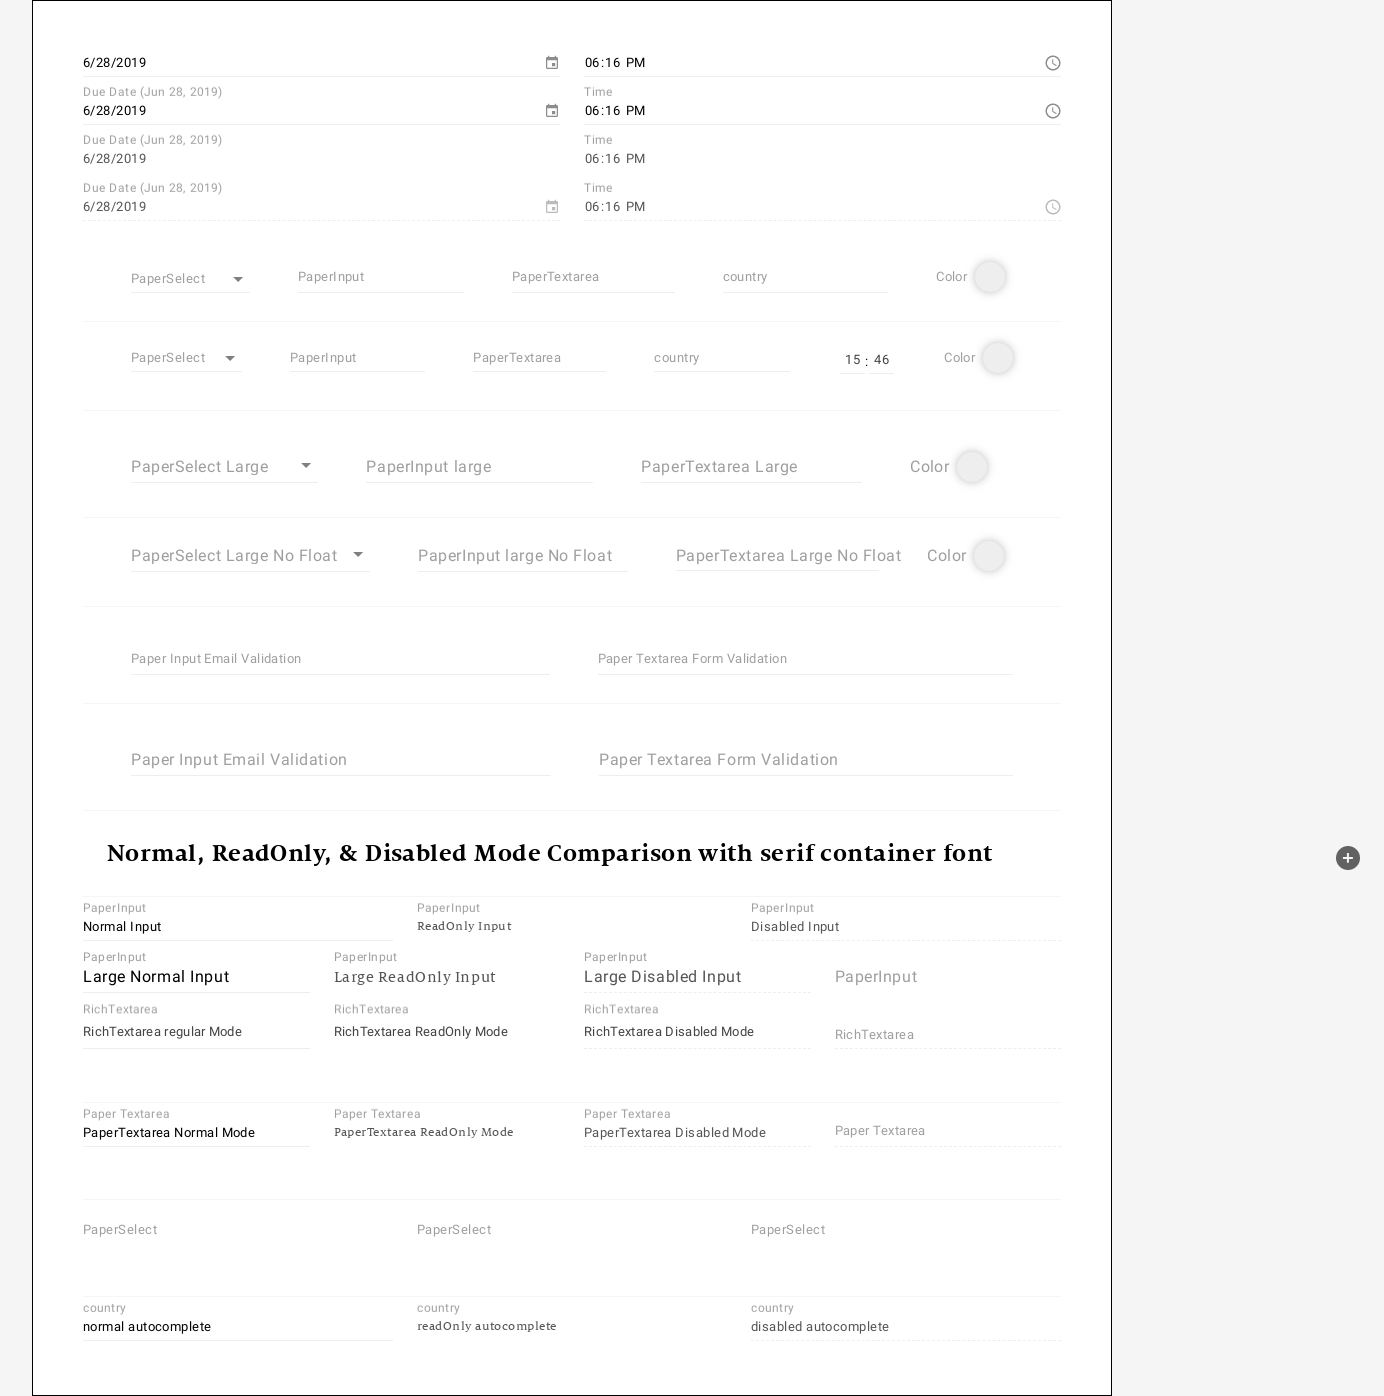 6/28/2019 06:16 PM
Due Date (Jun 28, 2019) Time
6/28/2019 06:16 PM
Due Date (Jun 28, 2019) Time
6/28/2019 06:16 PM
Due Date (Jun 28, 2019) Time
6/28/2019 06:16 PM
PaperSelect PaperInput PaperTextarea country Color
PaperSelect PaperInput PaperTextarea country 15 : 46 Color
PaperSelect Large PaperInput large PaperTextarea Large Color
PaperSelect Large No Float PaperInput large No Float PaperTextarea Large No Float Color
Paper Input Email Validation Paper Textarea Form Validation
Paper Input Email Validation Paper Textarea Form Validation
Normal, ReadOnly, & Disabled Mode Comparison with serif container font
PaperInput PaperInput PaperInput
Normal Input ReadOnly Input Disabled Input
PaperInput PaperInput PaperInput
Large Normal Input Large ReadOnly Input Large Disabled Input PaperInput
RichTextarea RichTextarea RichTextarea
RichTextarea regular Mode RichTextarea ReadOnly Mode RichTextarea Disabled Mode RichTextarea
Paper Textarea Paper Textarea Paper Textarea
PaperTextarea Normal Mode PaperTextarea ReadOnly Mode PaperTextarea Disabled Mode Paper Textarea
PaperSelect PaperSelect PaperSelect
country country country
normal autocomplete readOnly autocomplete disabled autocomplete